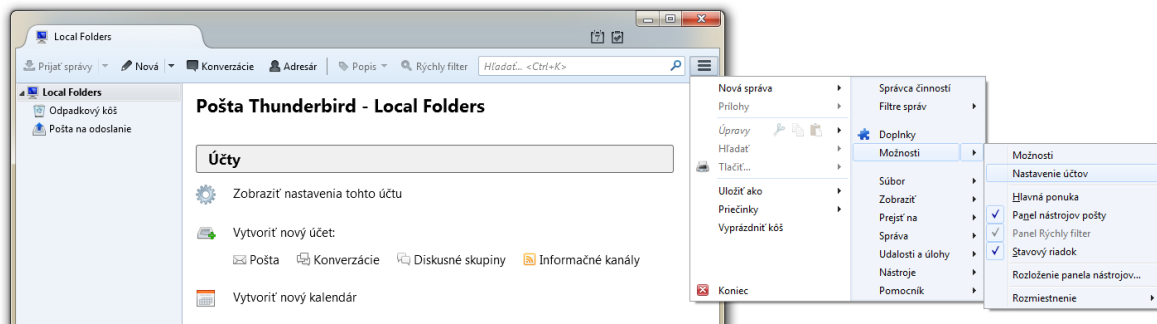 Local Folders
Prijať správy Nová Konverzácie Adresár Popis Rýchly filter Hľadať... <Ctrl+K>
Local Folders
Odpadkový kôš
Pošta na odoslanie
Pošta Thunderbird - Local Folders
Účty
Zobraziť nastavenia tohto účtu
Vytvoriť nový účet:
Pošta Konverzácie Diskusné skupiny Informačné kanály
Vytvoriť nový kalendár
Nová správa
Prílohy
Úpravy
Hľadať
Tlačiť...
Uložiť ako
Priečinky
Vyprázdniť kôš
Koniec
Správca činností
Filtre správ
Doplnky
Možnosti
Súbor
Zobraziť
Prejsť na
Správa
Udalosti a úlohy
Nástroje
Pomocník
Možnosti
Nastavenie účtov
Hlavná ponuka
Panel nástrojov pošty
Panel Rýchly filter
Stavový riadok
Rozloženie panela nástrojov...
Rozmiestnenie